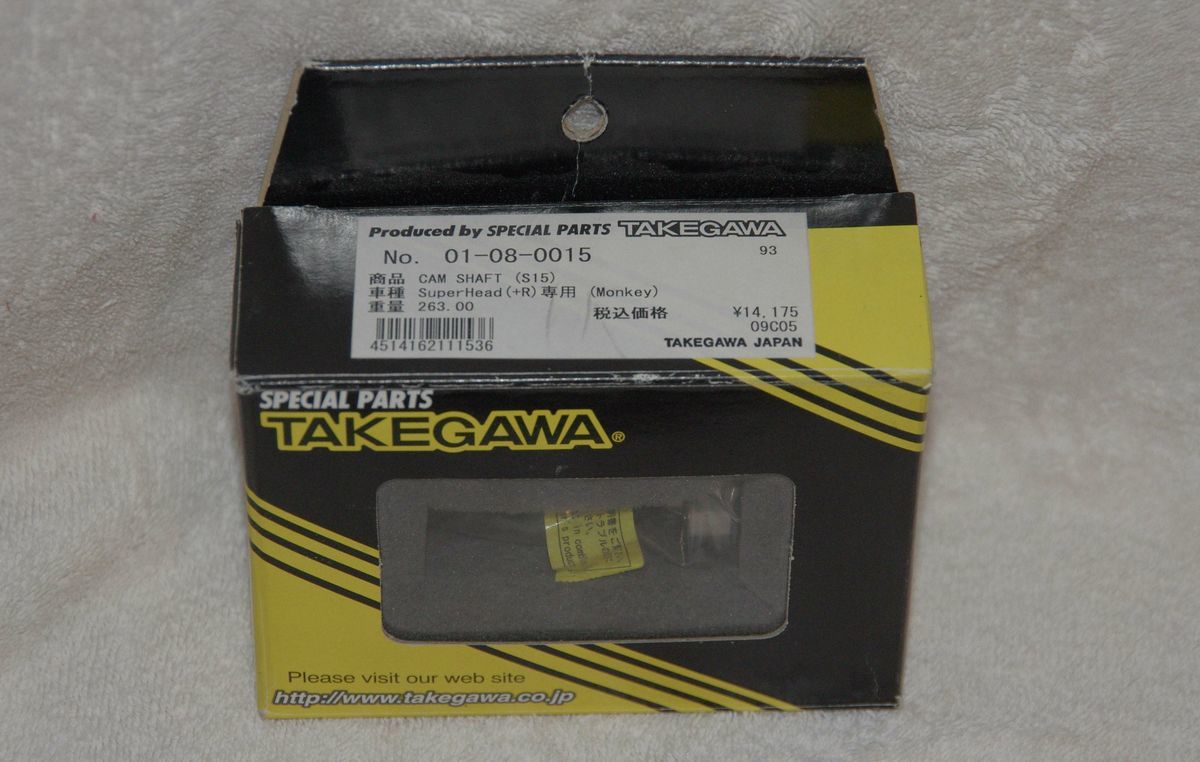 Produced by SPECIAL PARTS TAKEGAWA
No. 01-08-0015 93
商品 CAM SHAFT (S15)
車種 SuperHead(+R)専用 (Monkey)
重量 263.00
税込価格 ¥14,175
09C05
4514162111536
TAKEGAWA JAPAN
SPECIAL PARTS
TAKEGAWA®
in
produc
Please visit our web site
http://www.takegawa.co.jp